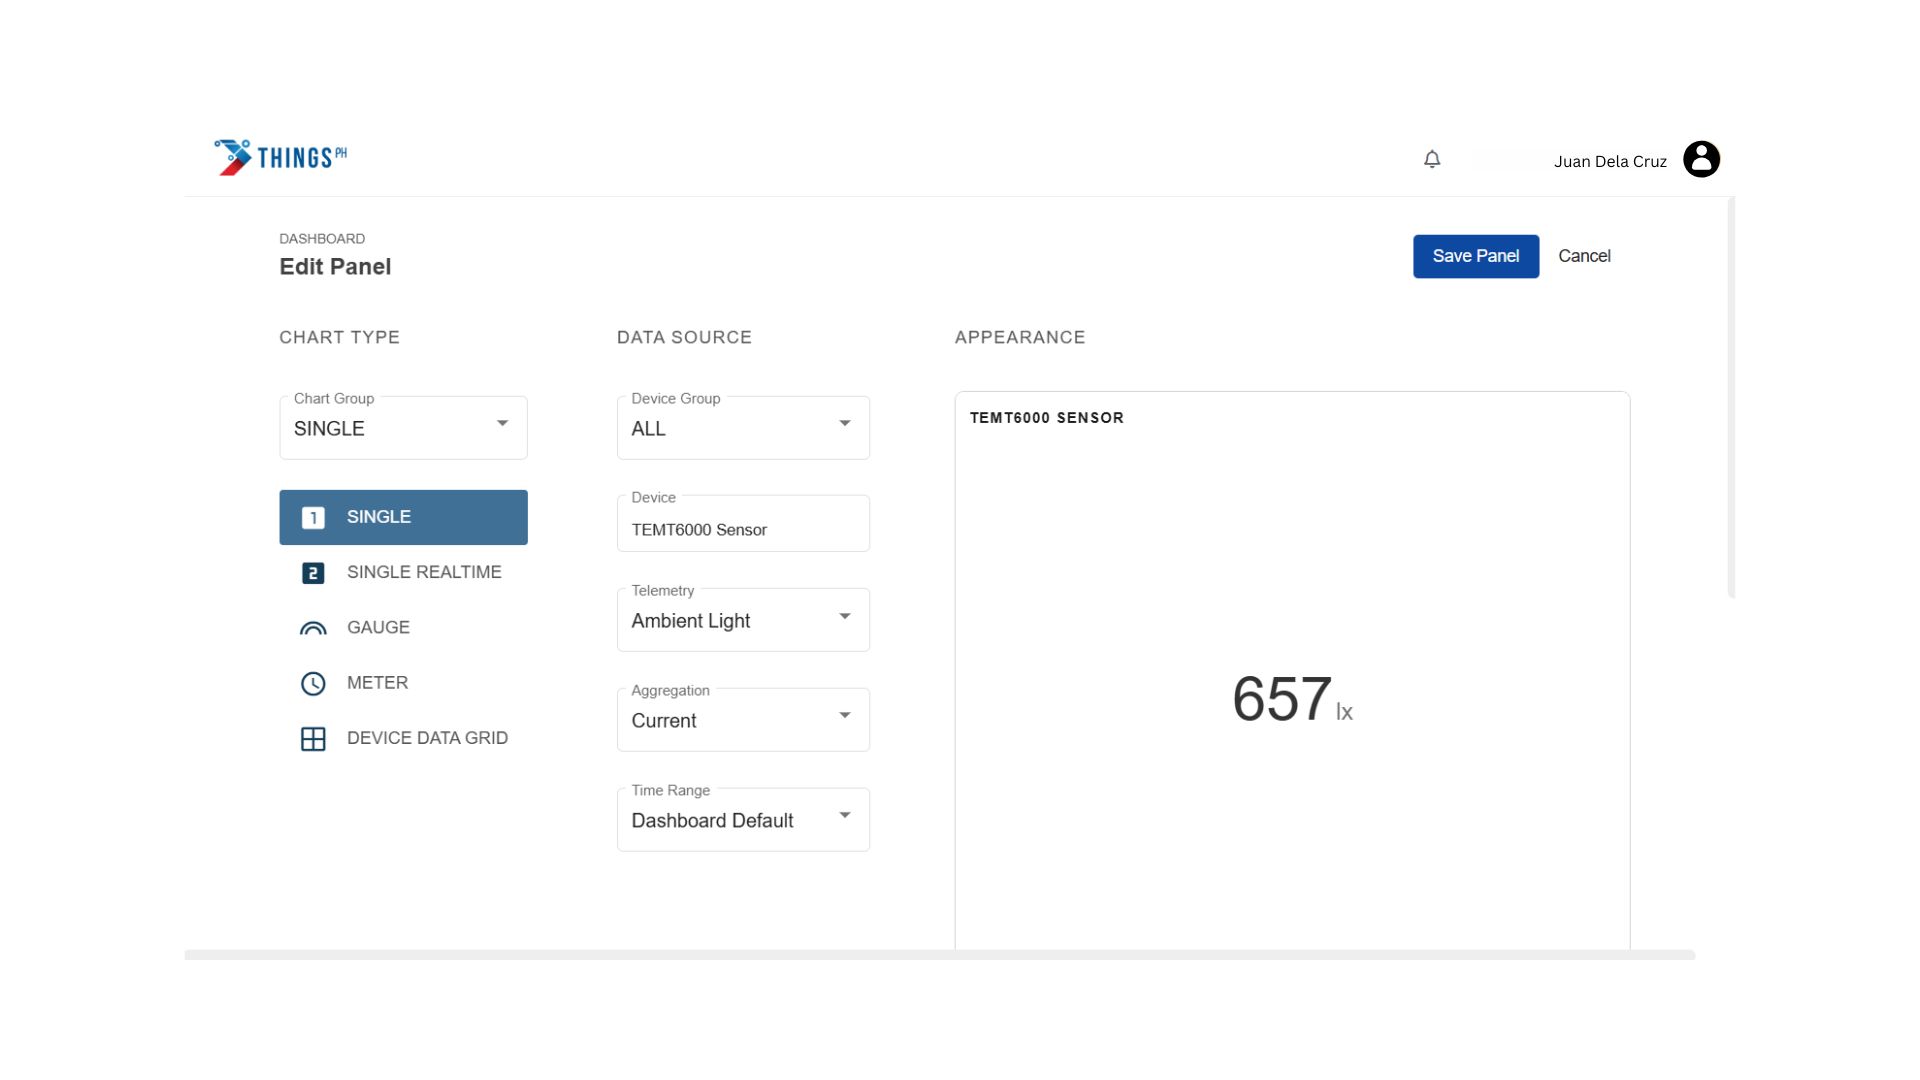 THINGS PH
Juan Dela Cruz
DASHBOARD
Edit Panel
Save Panel
Cancel
CHART TYPE
Chart Group
SINGLE
1 SINGLE
2 SINGLE REALTIME
GAUGE
METER
DEVICE DATA GRID
DATA SOURCE
Device Group
ALL
Device
TEMT6000 Sensor
Telemetry
Ambient Light
Aggregation
Current
Time Range
Dashboard Default
APPEARANCE
TEMT6000 SENSOR
657 lx